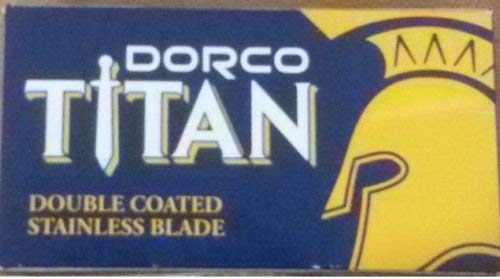 DORCO
TITAN
DOUBLE COATED
STAINLESS BLADE